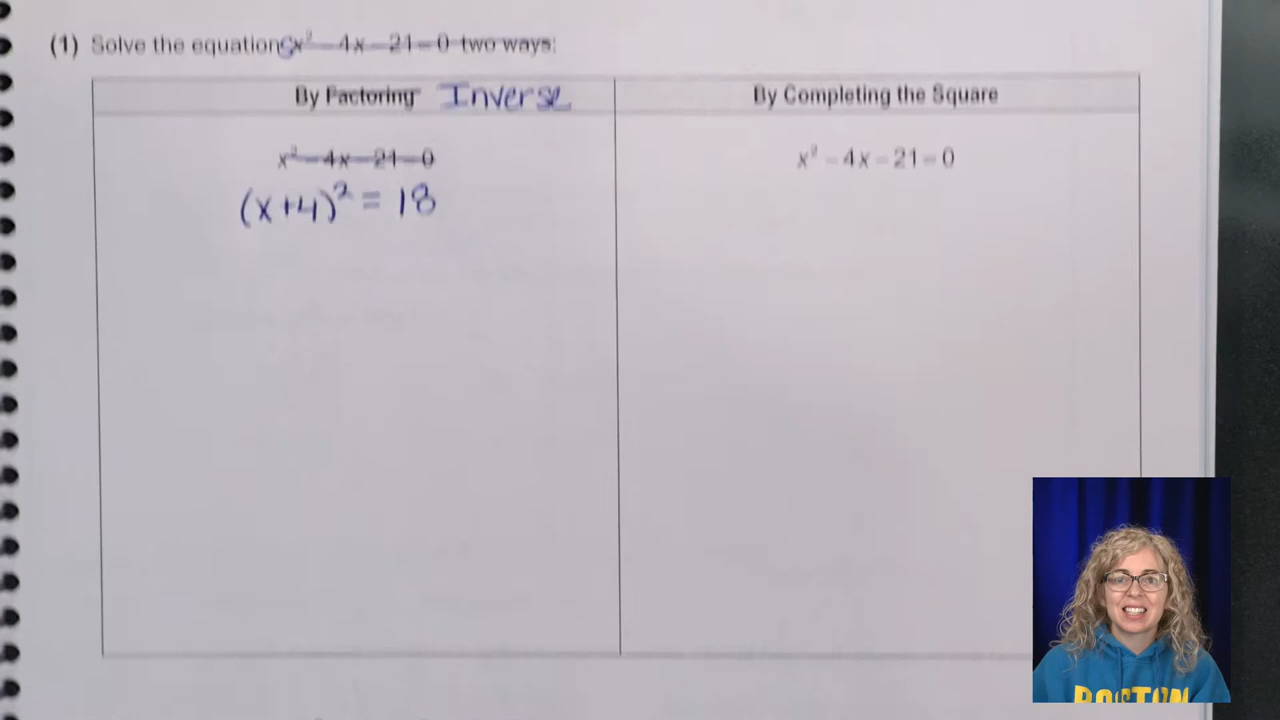 (1) Solve the equation x² – 4x – 21 = 0 two ways:
By Factoring Inverse
By Completing the Square
x² – 4x – 21 = 0
(x+4)² = 18
x² – 4x – 21 = 0
BOSTON